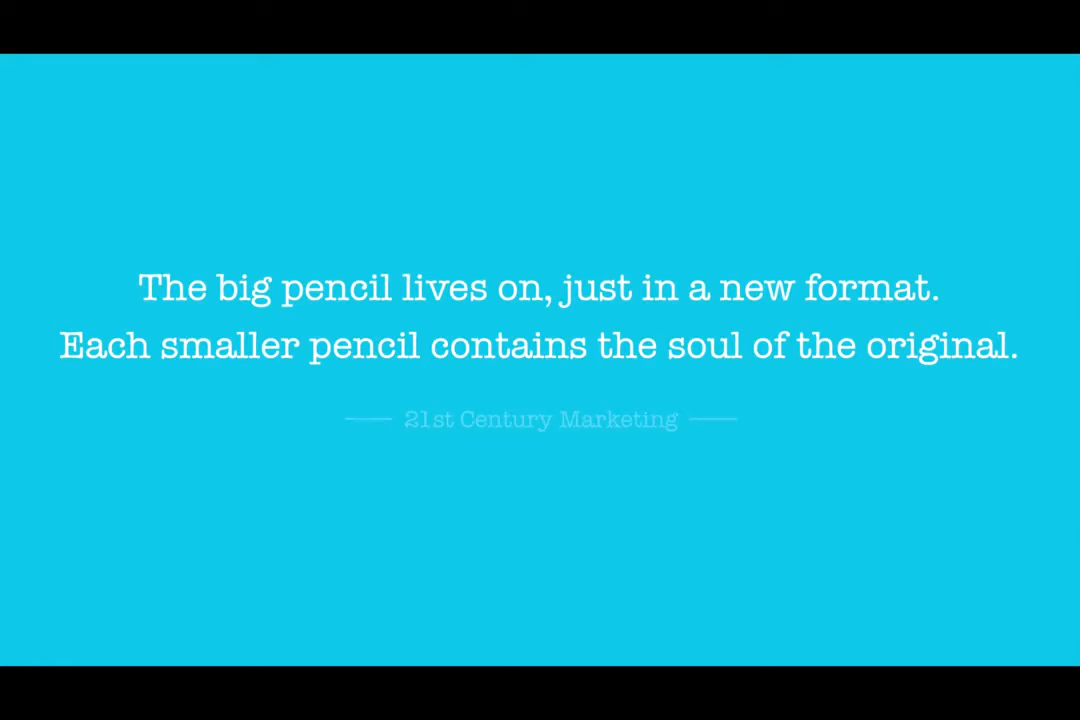 The big pencil lives on, just in a new format.
Each smaller pencil contains the soul of the original.
21st Century Marketing